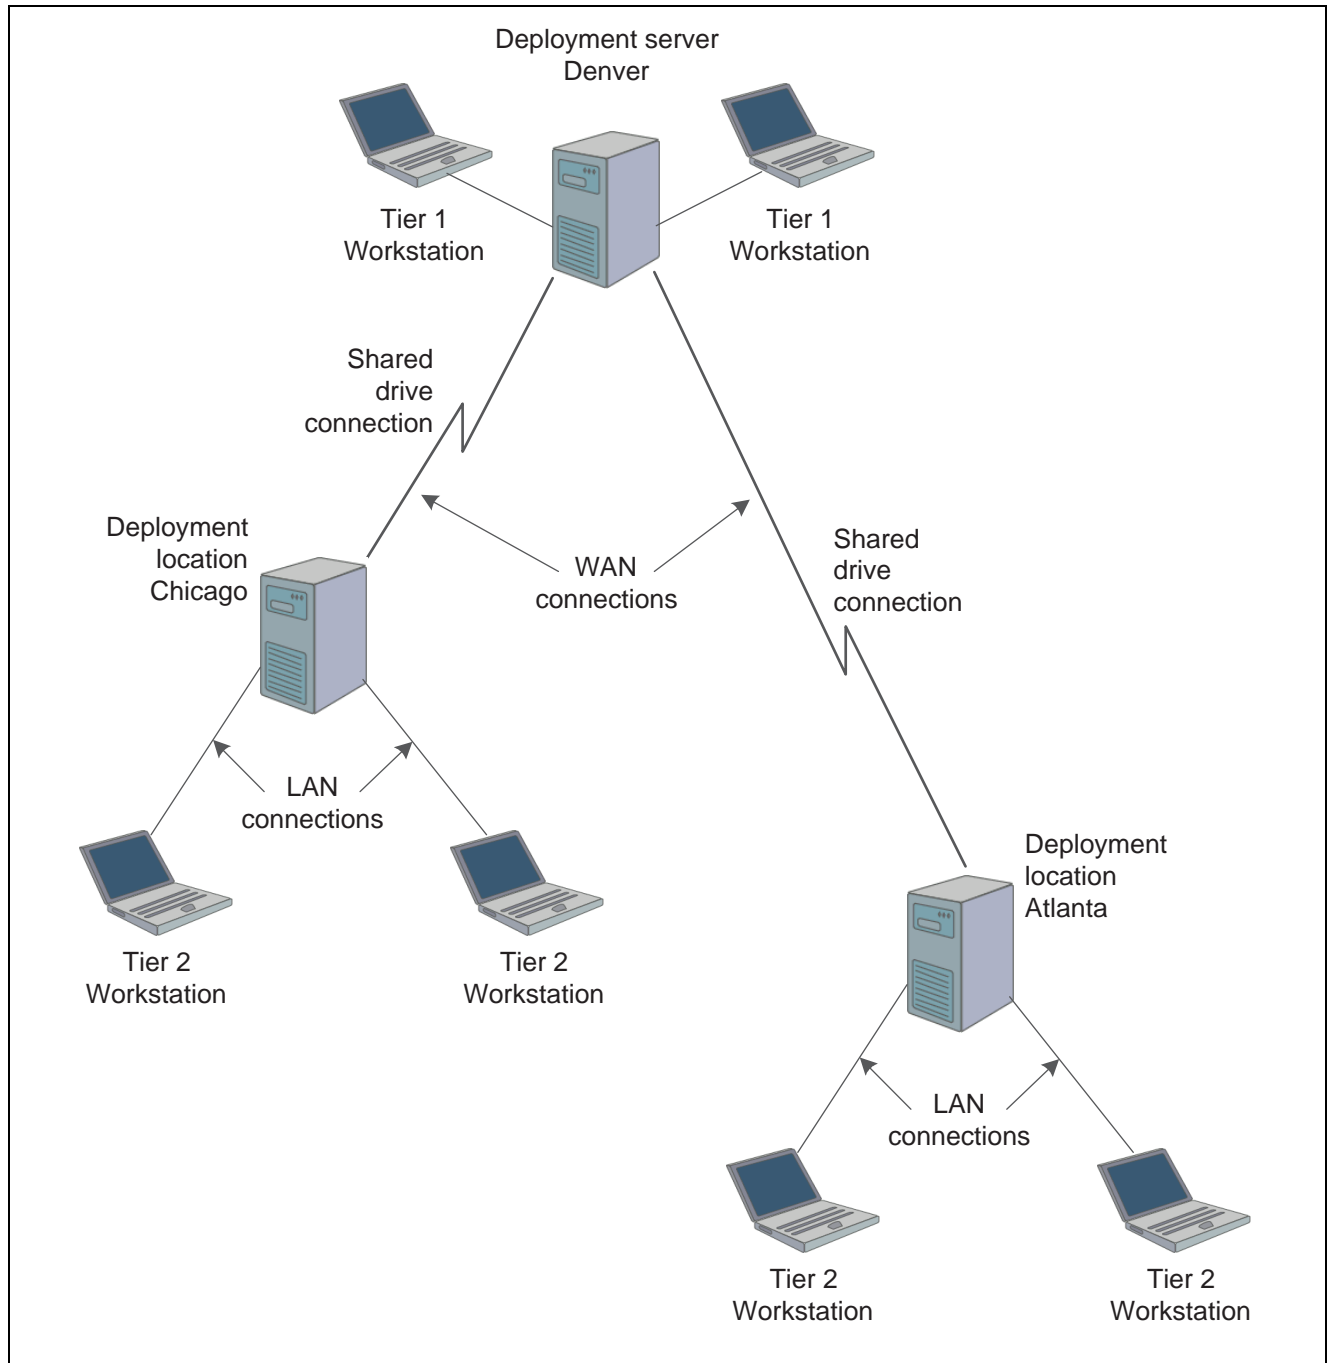 Deployment server
Denver
Tier 1
Workstation
Tier 1
Workstation
Shared
drive
connection
Deployment
location
Chicago
WAN
connections
Shared
drive
connection
LAN
connections
Deployment
location
Atlanta
Tier 2
Workstation
Tier 2
Workstation
LAN
connections
Tier 2
Workstation
Tier 2
Workstation